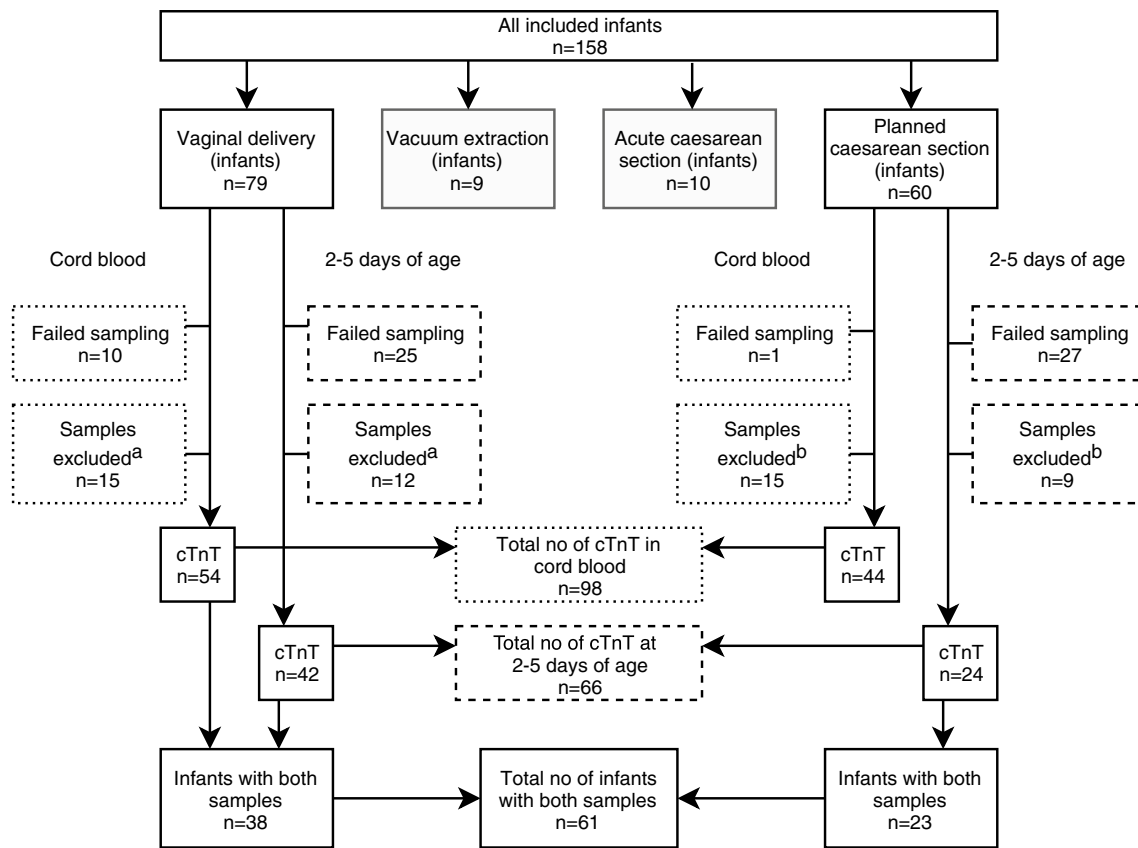 All included infants
n=158
Vaginal delivery
(infants)
n=79
Vacuum extraction
(infants)
n=9
Acute caesarean
section (infants)
n=10
Planned
caesarean section
(infants)
n=60
Cord blood
2-5 days of age
Cord blood
2-5 days of age
Failed sampling
n=10
Failed sampling
n=25
Failed sampling
n=1
Failed sampling
n=27
Samples
excludedᵃ
n=15
Samples
excludedᵃ
n=12
Samples
excludedᵇ
n=15
Samples
excludedᵇ
n=9
cTnT
n=54
Total no of cTnT in
cord blood
n=98
cTnT
n=44
cTnT
n=42
Total no of cTnT at
2-5 days of age
n=66
cTnT
n=24
Infants with both
samples
n=38
Total no of infants
with both samples
n=61
Infants with both
samples
n=23